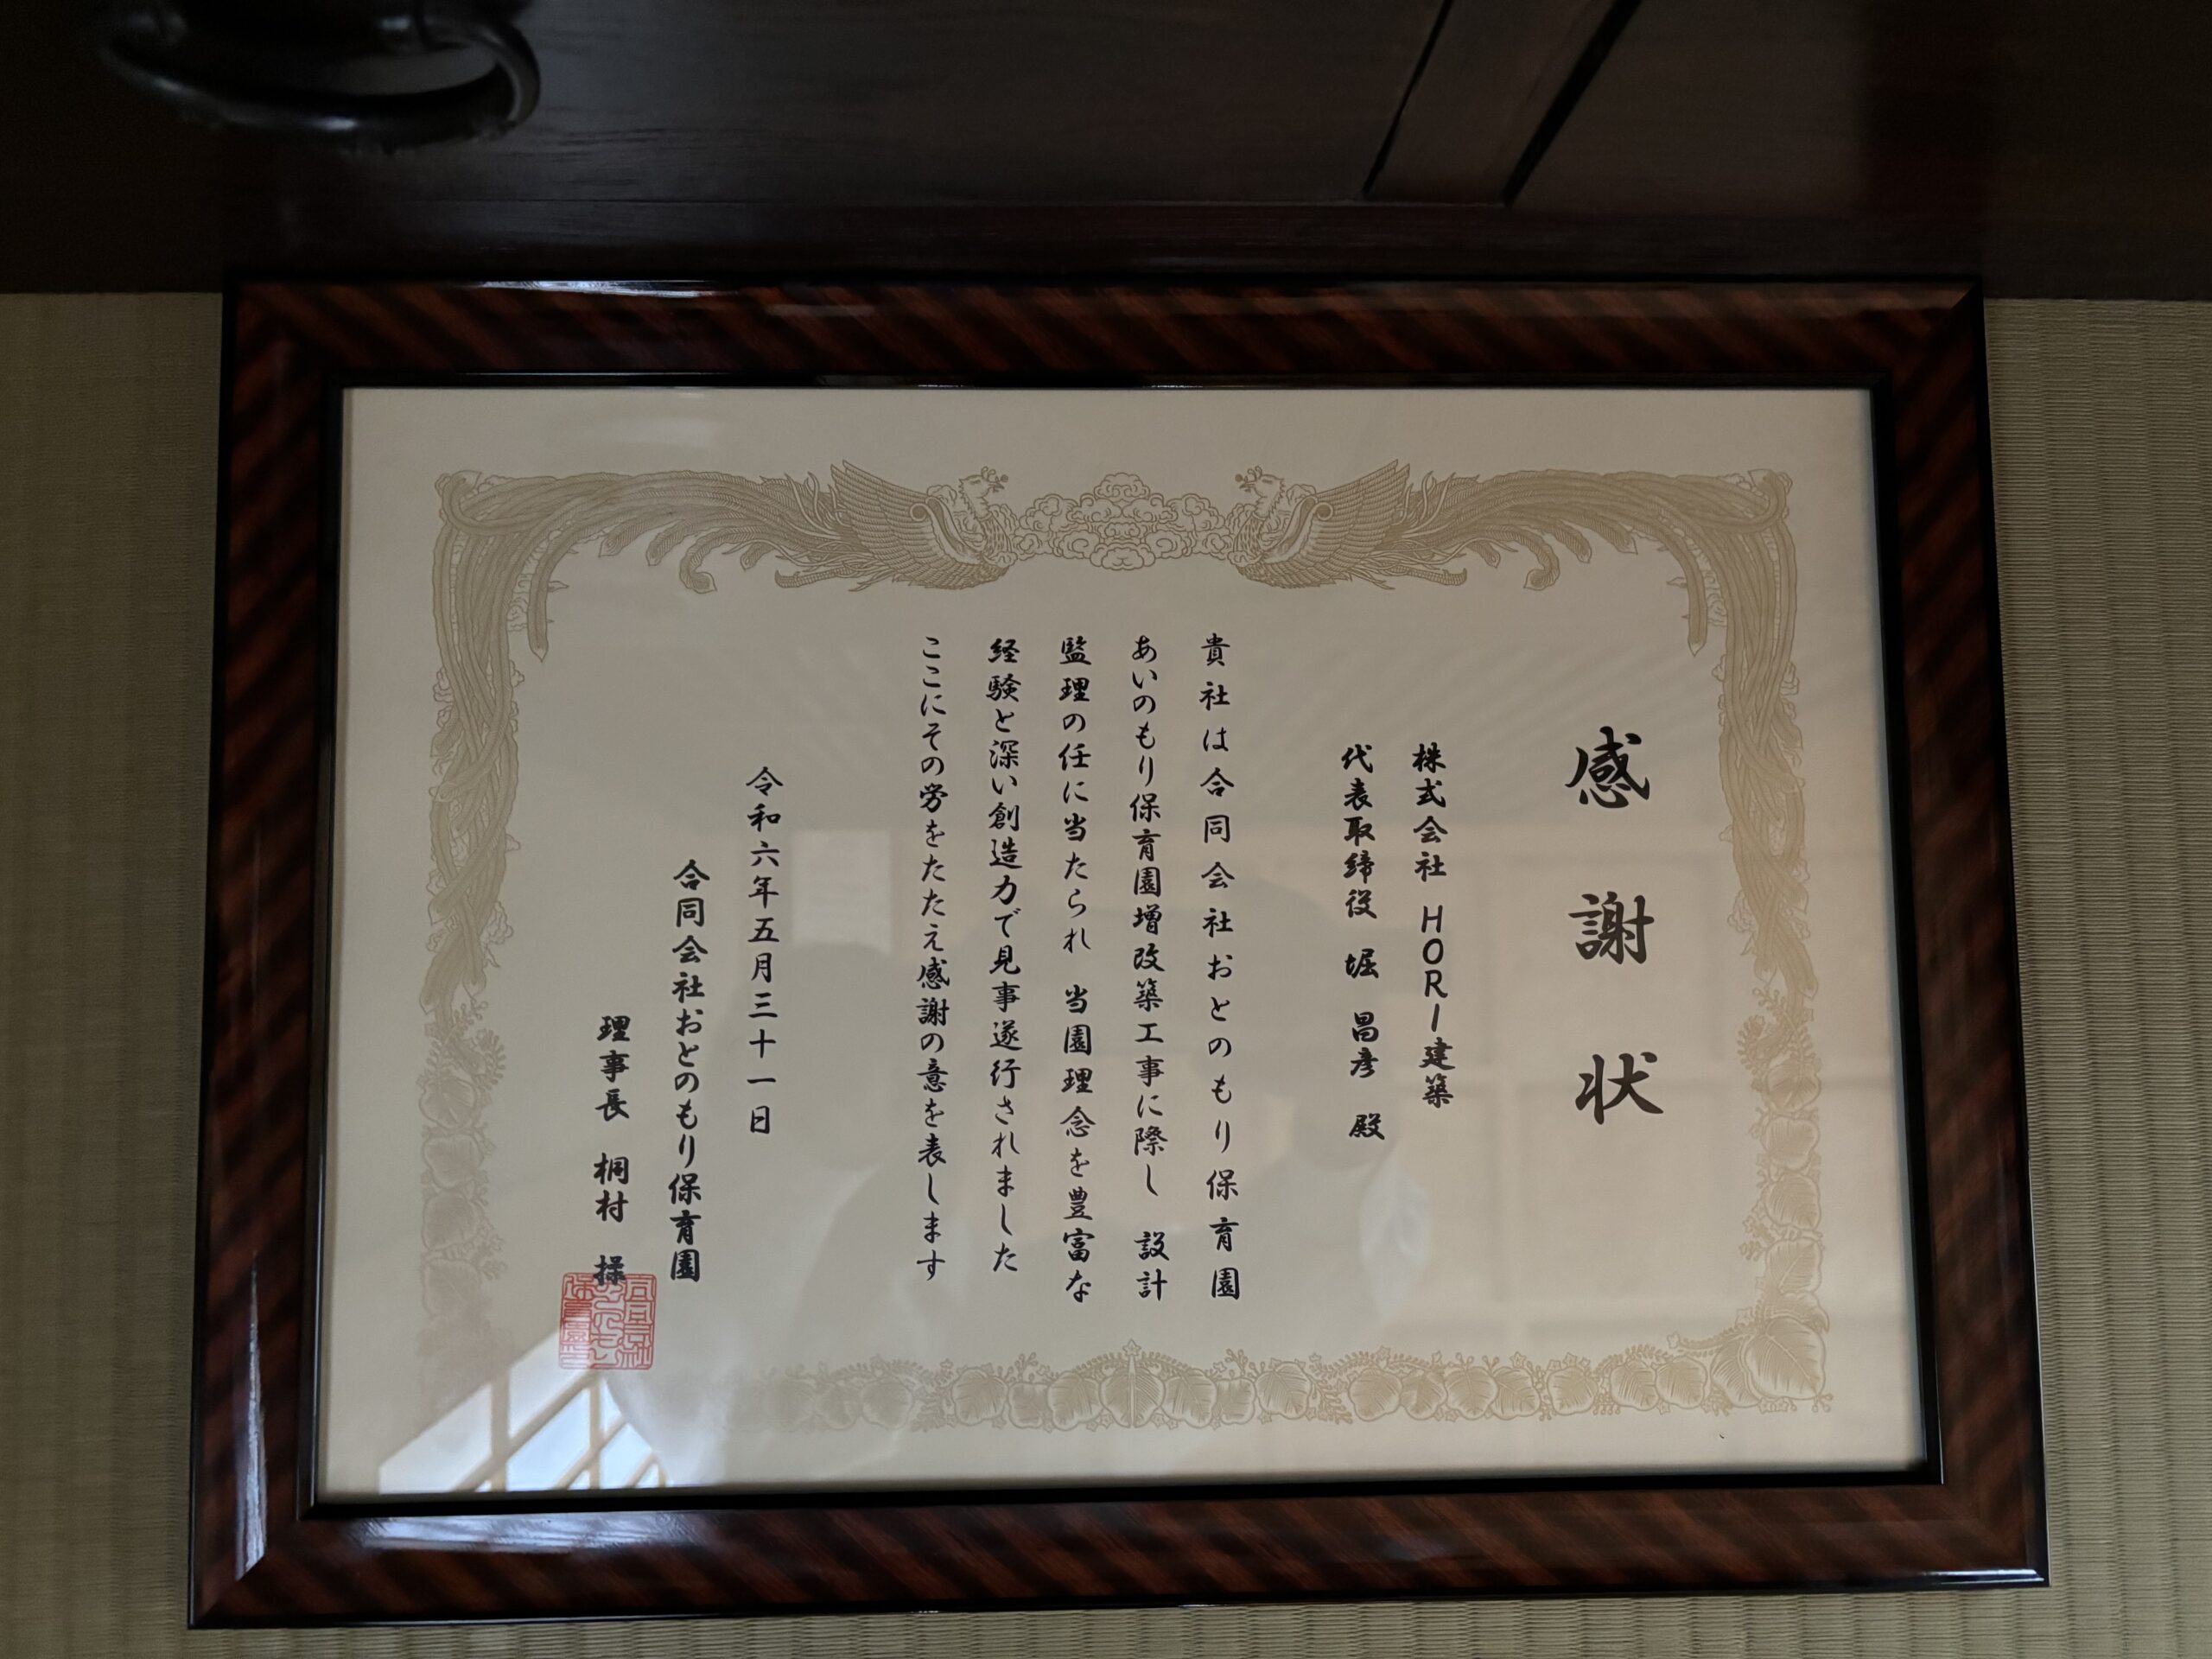 感謝状
株式会社 HORI建築
代表取締役 堀 昌彦 殿
貴社は合同会社おとのもり保育園
あいのもり保育園増改築工事に際し 設計
監理の任に当たられ 当園理念を豊富な
経験と深い創造力で見事遂行されました
ここにその労をたたえ感謝の意を表します
令和六年五月三十一日
合同会社おとのもり保育園
理事長 桐村 操